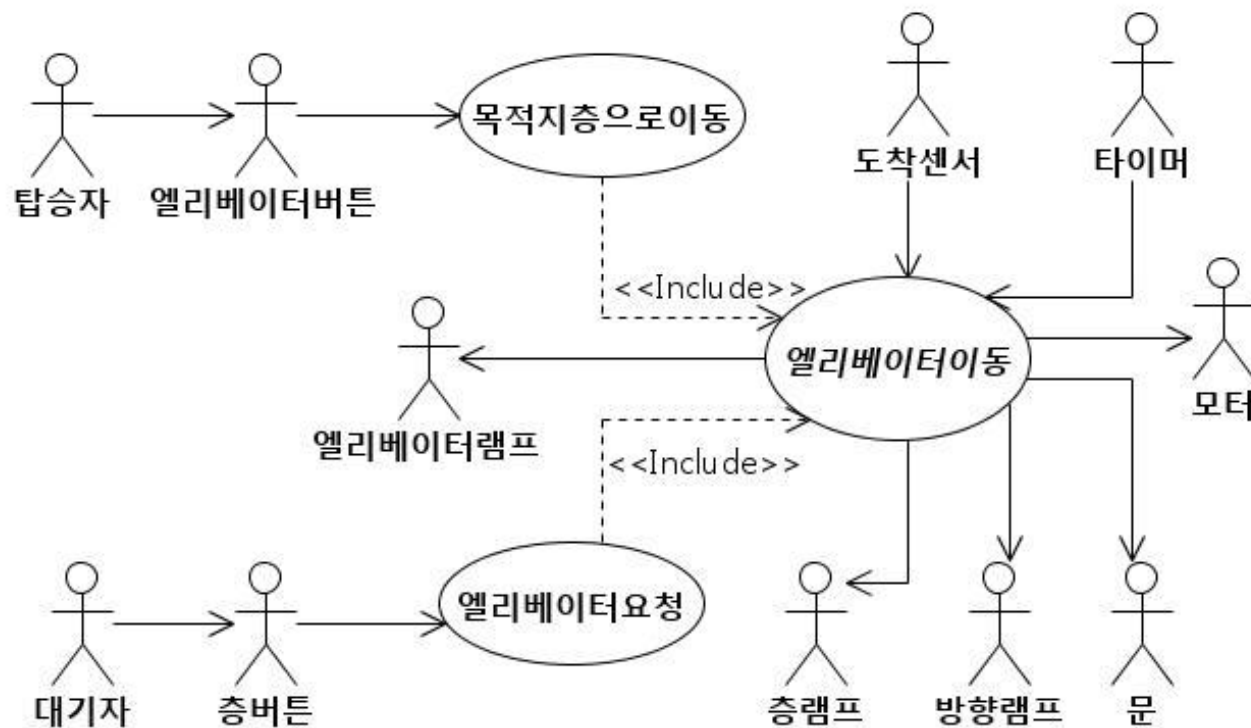 목적지층으로이동
도착센서
타이머
탑승자
엘리베이터버튼
<<Include>>
엘리베이터이동
모터
엘리베이터램프
<<Include>>
엘리베이터요청
대기자
층버튼
층램프
방향램프
문